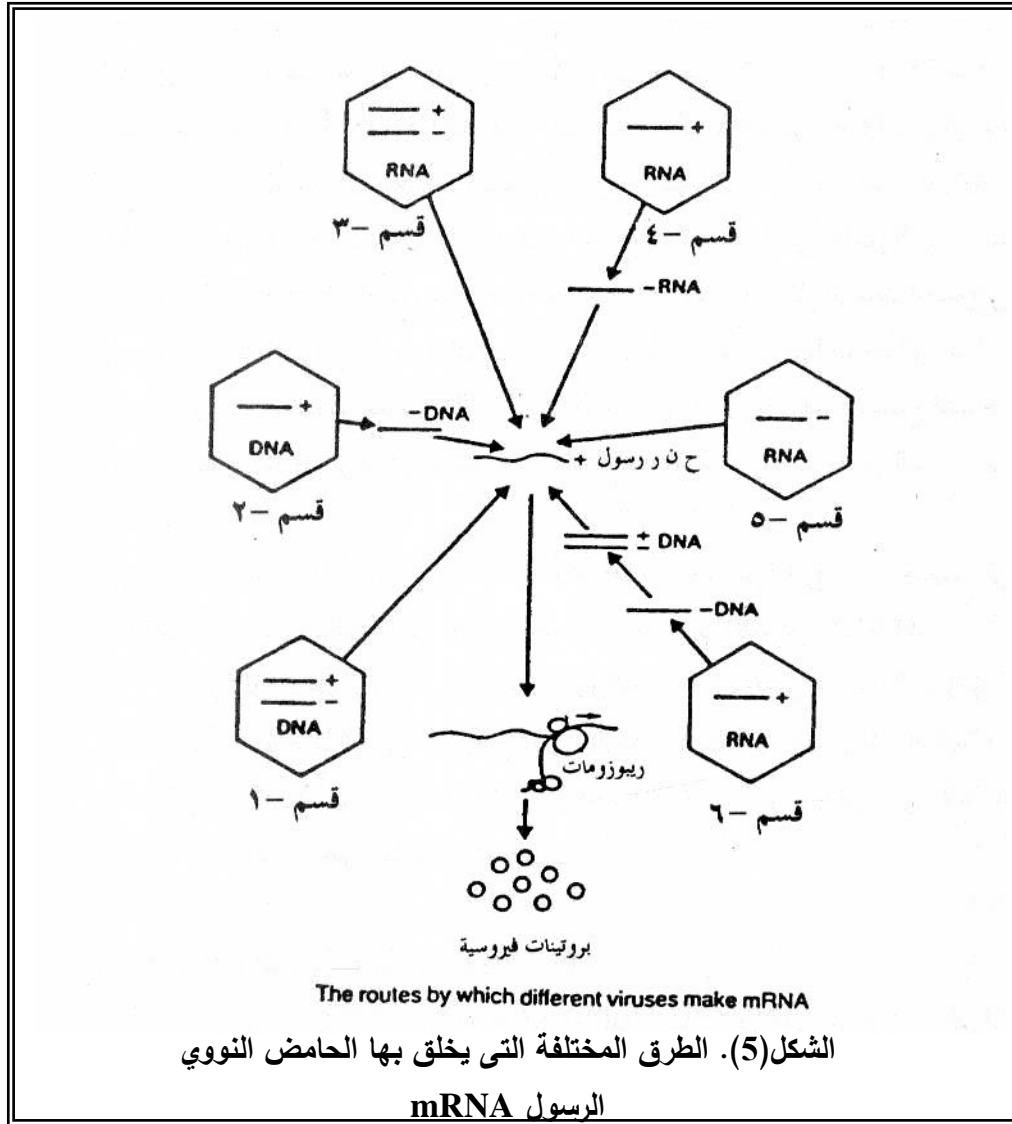 +
-
RNA
قسم -٣
+
RNA
قسم -٤
-RNA
+
DNA
قسم -٢
-DNA
+ ح ن ر رسول
-
RNA
قسم -٥
± DNA
-DNA
+
-
DNA
قسم -١
+
RNA
قسم -٦
ريبوزومات
بروتينات فيروسية
The routes by which different viruses make mRNA
الشكل(5). الطرق المختلفة التى يخلق بها الحامض النووي
الرسول mRNA